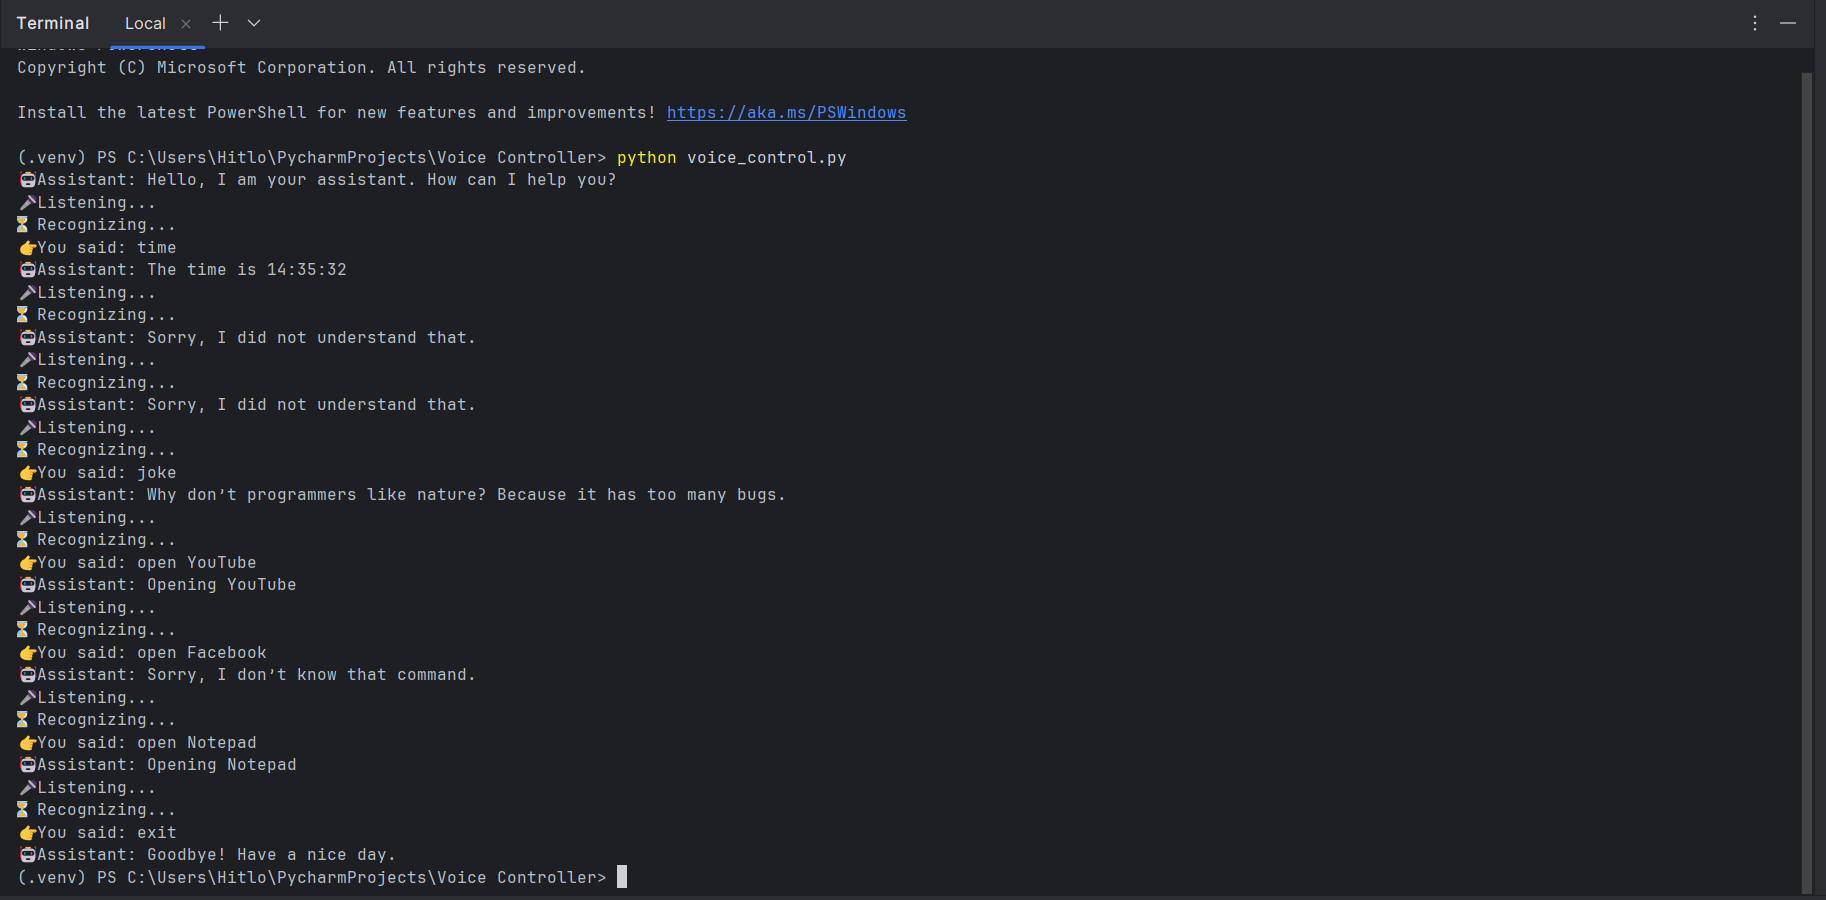 Terminal Local
Copyright (C) Microsoft Corporation. All rights reserved.
Install the latest PowerShell for new features and improvements! https://aka.ms/PSWindows
(.venv) PS C:\Users\Hitlo\PycharmProjects\Voice Controller> python voice_control.py
🤖Assistant: Hello, I am your assistant. How can I help you?
🎤Listening...
⏳ Recognizing...
👉You said: time
🤖Assistant: The time is 14:35:32
🎤Listening...
⏳ Recognizing...
🤖Assistant: Sorry, I did not understand that.
🎤Listening...
⏳ Recognizing...
🤖Assistant: Sorry, I did not understand that.
🎤Listening...
⏳ Recognizing...
👉You said: joke
🤖Assistant: Why don’t programmers like nature? Because it has too many bugs.
🎤Listening...
⏳ Recognizing...
👉You said: open YouTube
🤖Assistant: Opening YouTube
🎤Listening...
⏳ Recognizing...
👉You said: open Facebook
🤖Assistant: Sorry, I don’t know that command.
🎤Listening...
⏳ Recognizing...
👉You said: open Notepad
🤖Assistant: Opening Notepad
🎤Listening...
⏳ Recognizing...
👉You said: exit
🤖Assistant: Goodbye! Have a nice day.
(.venv) PS C:\Users\Hitlo\PycharmProjects\Voice Controller>